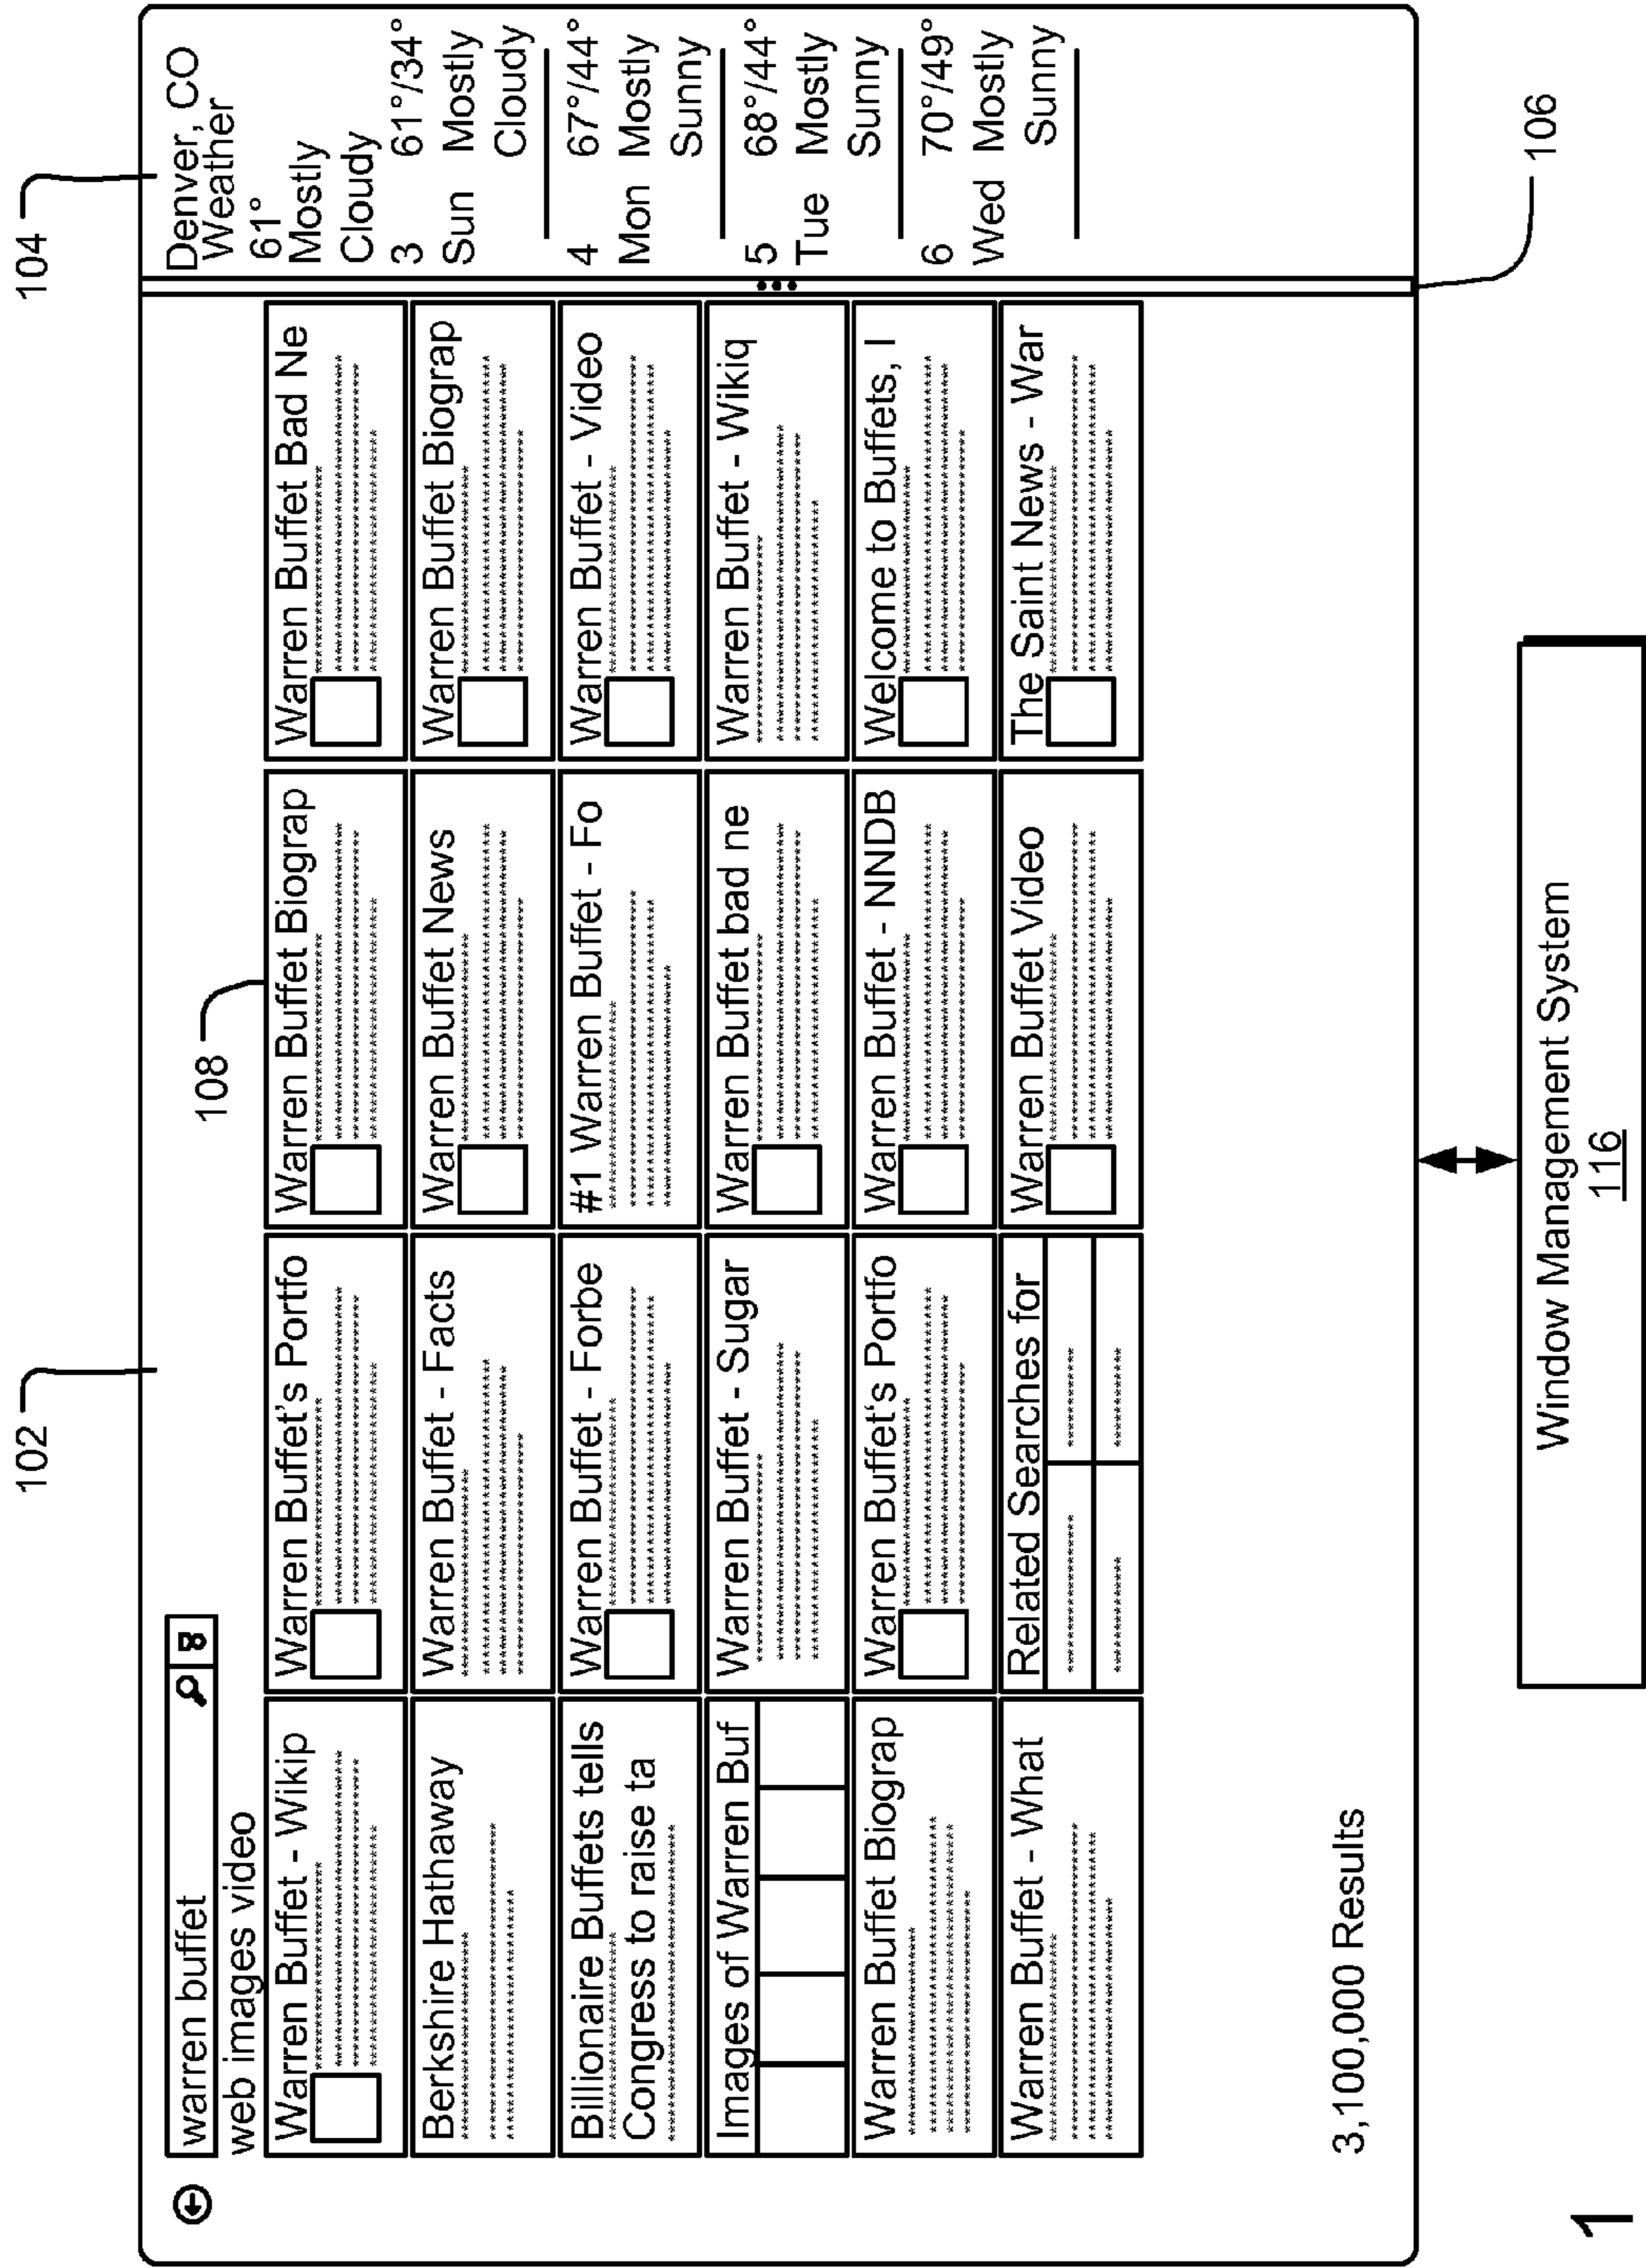 102
104
108
warren buffet
web images video
Warren Buffet - Wikip
Berkshire Hathaway
Billionaire Buffets tells
Congress to raise ta
Images of Warren Buf
Warren Buffet Biograp
Warren Buffet - What
Warren Buffet's Portfo
Warren Buffet - Facts
Warren Buffet - Forbe
Warren Buffet - Sugar
Warren Buffet's Portfo
Related Searches for
Warren Buffet Biograp
Warren Buffet News
#1 Warren Buffet - Fo
Warren Buffet bad ne
Warren Buffet - NNDB
Warren Buffet Video
Warren Buffet Bad Ne
Warren Buffet Biograp
Warren Buffet - Video
Warren Buffet - Wikiq
Welcome to Buffets, I
The Saint News - War
Denver, CO
Weather
61°
Mostly
Cloudy
3 61°/34°
Sun Mostly
Cloudy
4 67°/44°
Mon Mostly
Sunny
5 68°/44°
Tue Mostly
Sunny
6 70°/49°
Wed Mostly
Sunny
3,100,000 Results
106
Window Management System
116
1